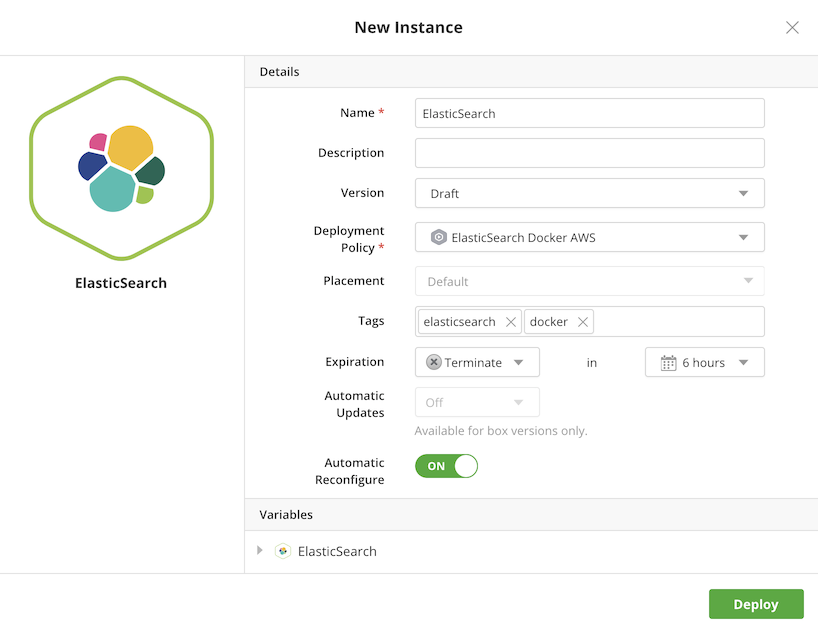 New Instance
ElasticSearch
Details
Name * ElasticSearch
Description
Version Draft
Deployment
Policy * ElasticSearch Docker AWS
Placement Default
Tags elasticsearch docker
Expiration Terminate in 6 hours
Automatic
Updates Off
Available for box versions only.
Automatic
Reconfigure ON
Variables
ElasticSearch
Deploy